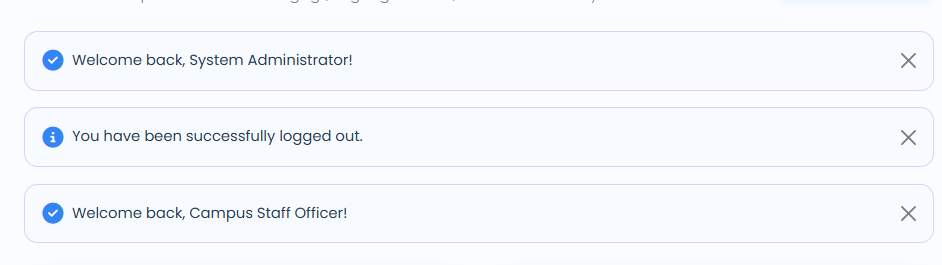 Welcome back, System Administrator!
You have been successfully logged out.
Welcome back, Campus Staff Officer!